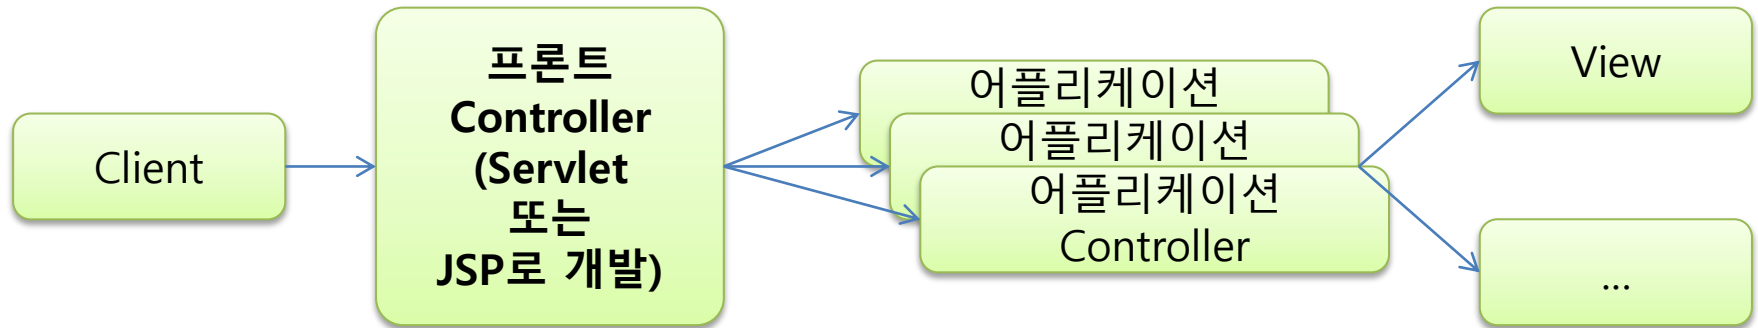 Client
프론트
Controller
(Servlet
또는
JSP로 개발)
어플리케이션
어플리케이션
어플리케이션
Controller
View
...